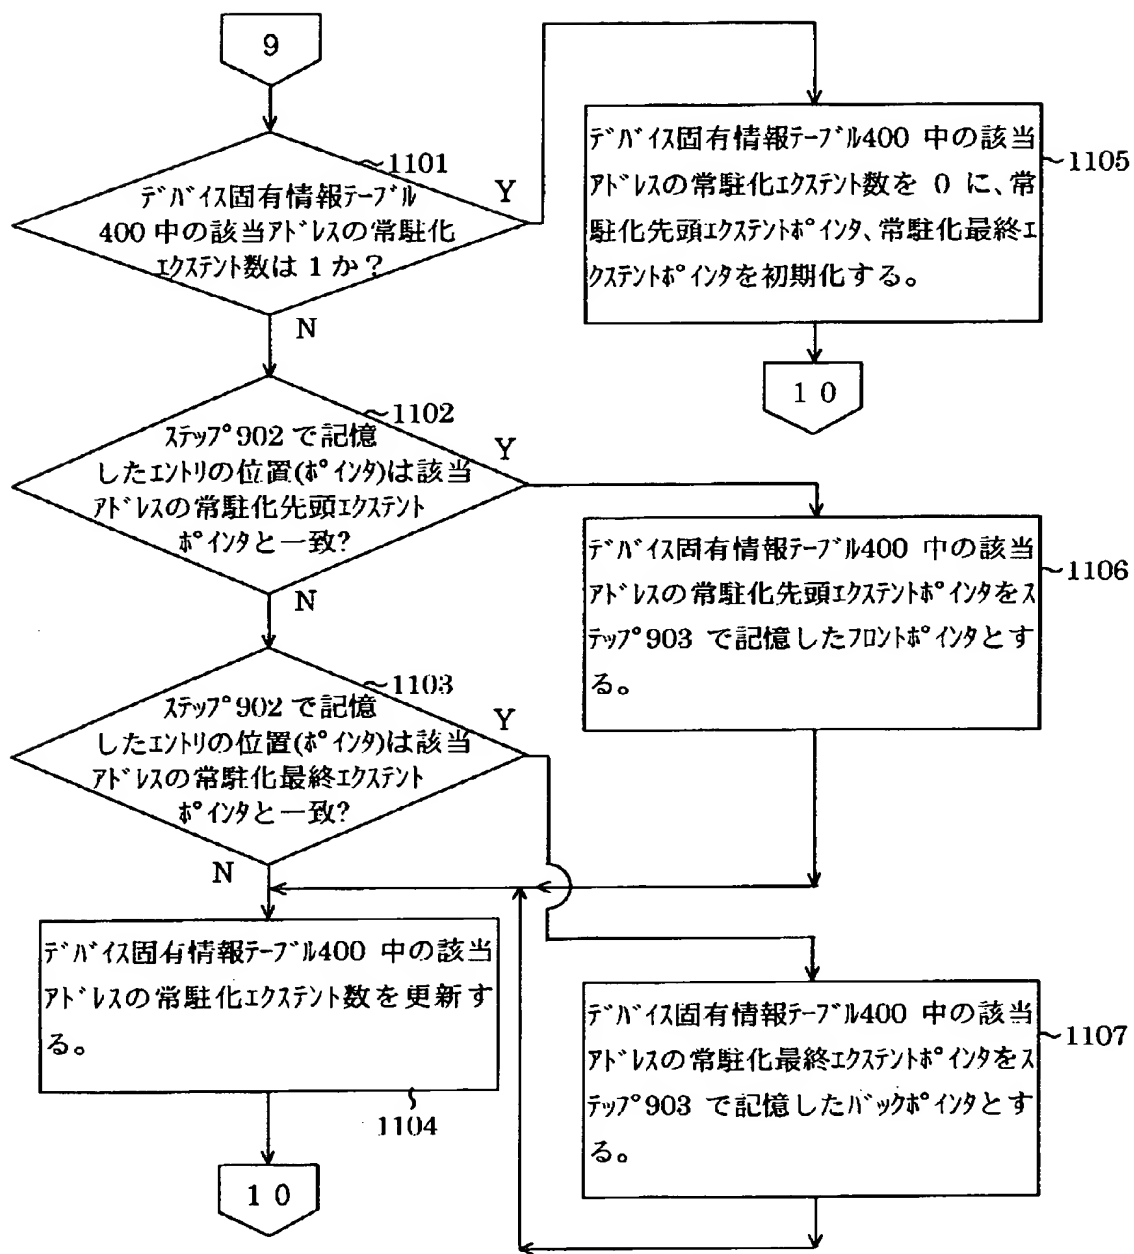 9
~1101
デバイス固有情報テーブル
400 中の該当アドレスの常駐化
エクステント数は 1 か?
Y
N
デバイス固有情報テーブル400 中の該当
アドレスの常駐化エクステント数を 0 に、常
駐化先頭エクステントポインタ、常駐化最終エ
クステントポインタを初期化する。
~1105
10
~1102
ステップ902 で記憶
したエントリの位置(ポインタ)は該当
アドレスの常駐化先頭エクステント
ポインタと一致?
Y
N
デバイス固有情報テーブル400 中の該当
アドレスの常駐化先頭エクステントポインタをス
テップ903 で記憶したフロントポインタとす
る。
~1106
~1103
ステップ902 で記憶
したエントリの位置(ポインタ)は該当
アドレスの常駐化最終エクステント
ポインタと一致?
Y
N
デバイス固有情報テーブル400 中の該当
アドレスの常駐化エクステント数を更新す
る。
1104
10
デバイス固有情報テーブル400 中の該当
アドレスの常駐化最終エクステントポインタをス
テップ903 で記憶したバックポインタとす
る。
~1107